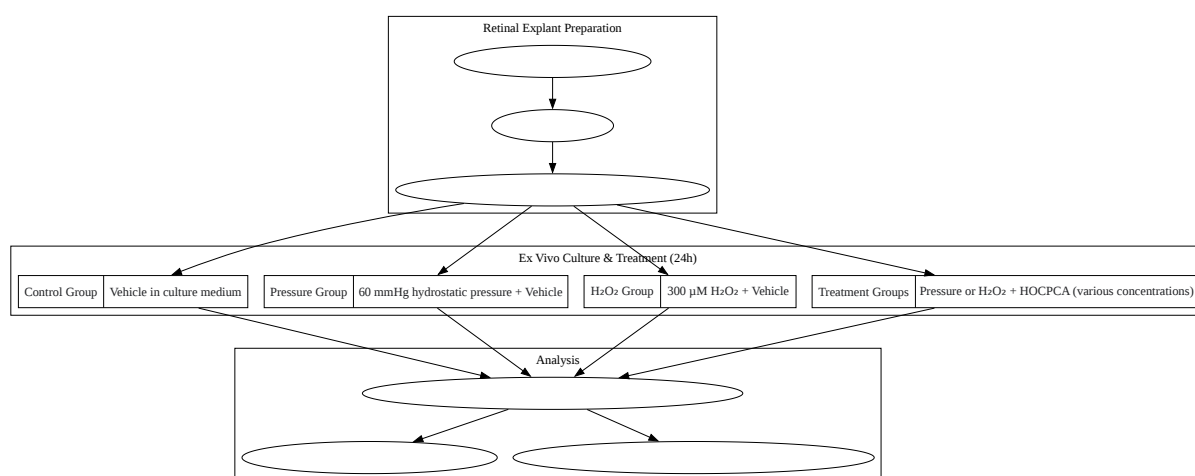 Retinal Explant Preparation
Ex Vivo Culture & Treatment (24h)
Control Group Vehicle in culture medium
Pressure Group 60 mmHg hydrostatic pressure + Vehicle
H₂O₂ Group 300 µM H₂O₂ + Vehicle
Treatment Groups Pressure or H₂O₂ + HOCPCA (various concentrations)
Analysis